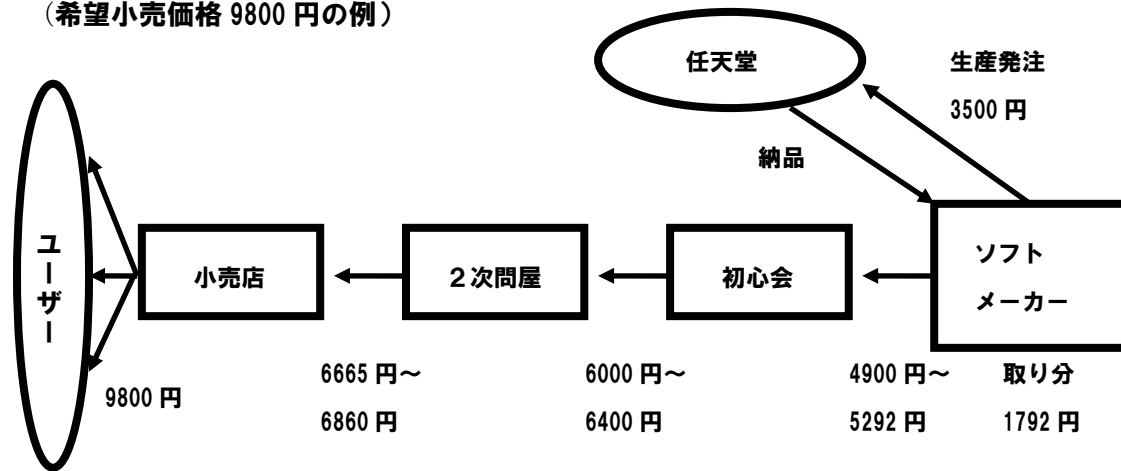 （希望小売価格 9800 円の例）
任天堂
生産発注
3500 円
納品
ユーザー
小売店
２次問屋
初心会
ソフト
メーカー
9800 円
6665 円～
6860 円
6000 円～
6400 円
4900 円～
5292 円
取り分
1792 円